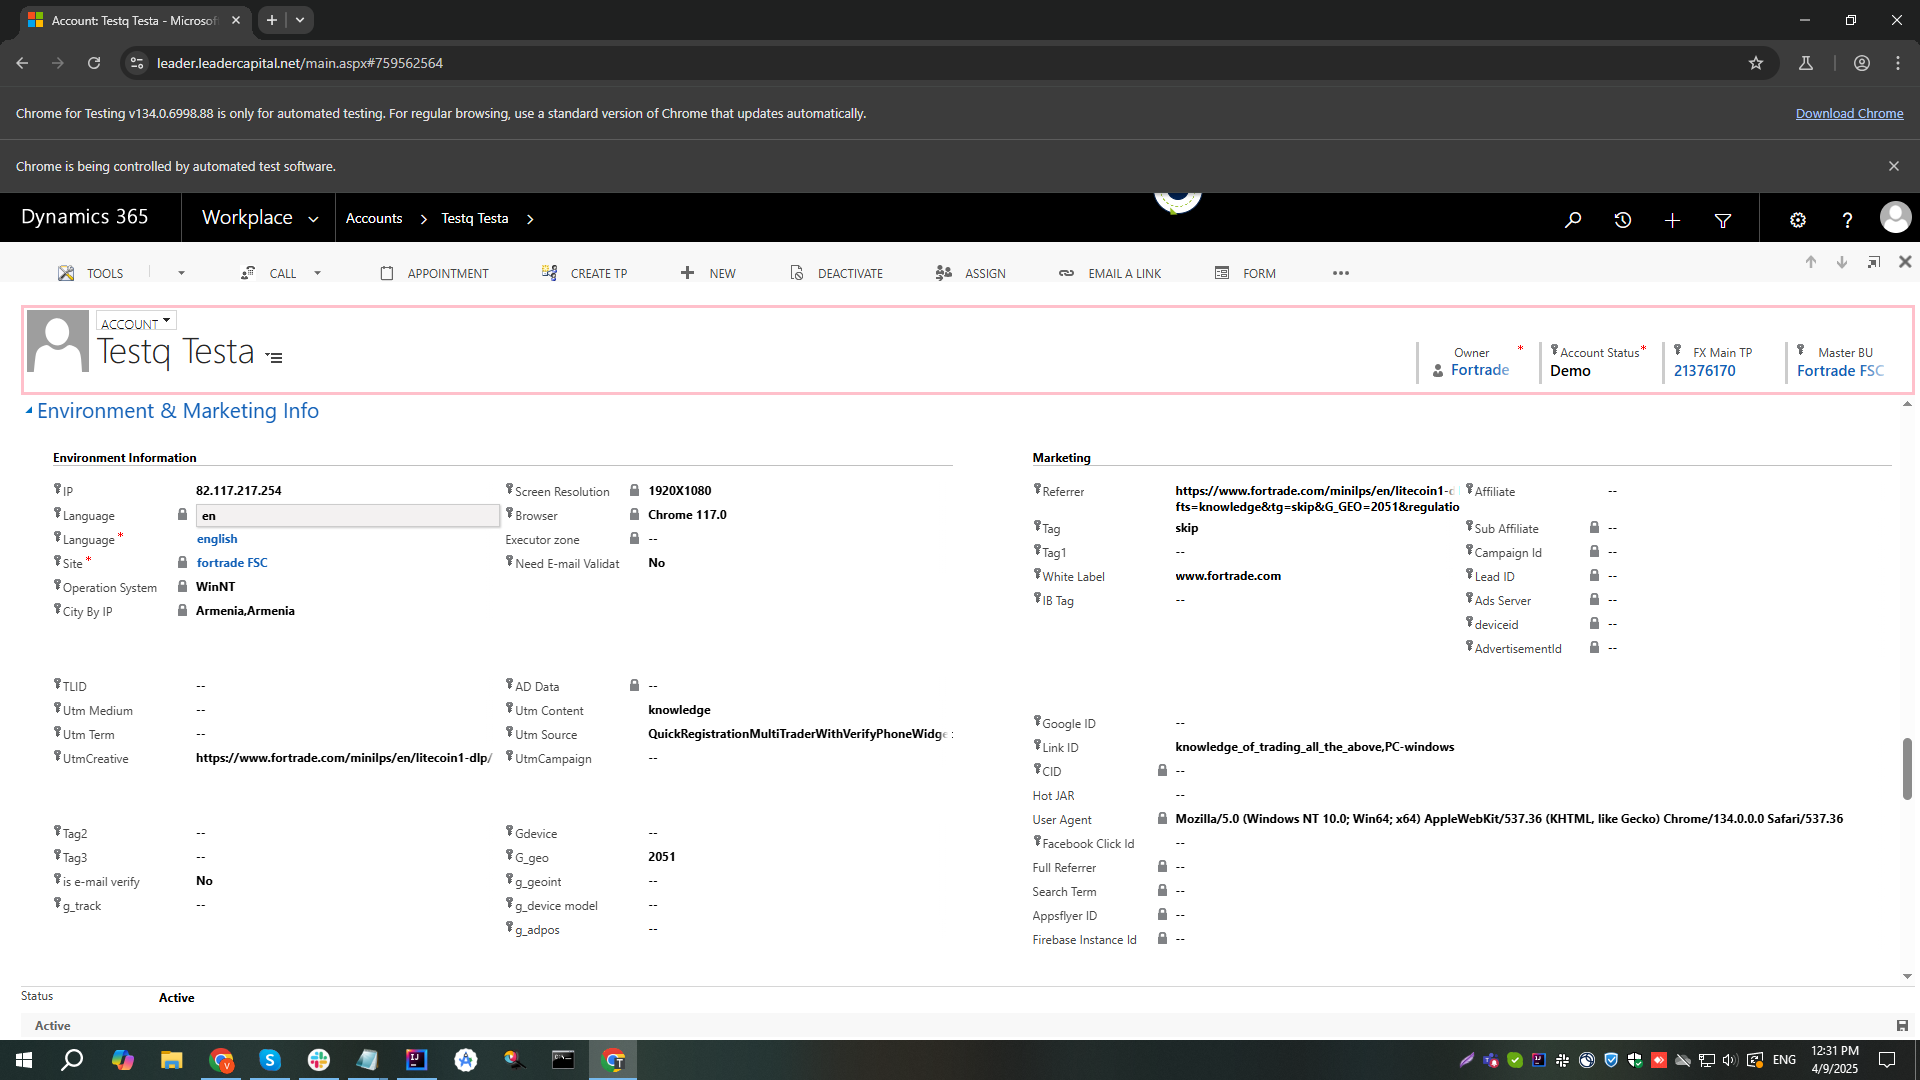 Account: Testq Testa - Microsof
leader.leadercapital.net/main.aspx#759562564
Chrome for Testing v134.0.6998.88 is only for automated testing. For regular browsing, use a standard version of Chrome that updates automatically.
Download Chrome
Chrome is being controlled by automated test software.
Dynamics 365
Workplace
Accounts
Testq Testa
TOOLS
CALL
APPOINTMENT
CREATE TP
NEW
DEACTIVATE
ASSIGN
EMAIL A LINK
FORM
ACCOUNT
Testq Testa
Owner *
Fortrade
Account Status*
Demo
FX Main TP
21376170
Master BU
Fortrade FSC
Environment & Marketing Info
Environment Information
IP 82.117.217.254
Language en
Language * english
Site * fortrade FSC
Operation System WinNT
City By IP Armenia,Armenia
Screen Resolution 1920X1080
Browser Chrome 117.0
Executor zone --
Need E-mail Validat No
TLID --
Utm Medium --
Utm Term --
UtmCreative https://www.fortrade.com/minilps/en/litecoin1-dlp/
AD Data --
Utm Content knowledge
Utm Source QuickRegistrationMultiTraderWithVerifyPhoneWidge
UtmCampaign --
Tag2 --
Tag3 --
is e-mail verify No
g_track --
Gdevice --
G_geo 2051
g_geoint --
g_device model --
g_adpos --
Marketing
Referrer https://www.fortrade.com/minilps/en/litecoin1-d
fts=knowledge&tg=skip&G_GEO=2051&regulatio
Tag skip
Tag1 --
White Label www.fortrade.com
IB Tag --
Affiliate --
Sub Affiliate --
Campaign Id --
Lead ID --
Ads Server --
deviceid --
AdvertisementId --
Google ID --
Link ID knowledge_of_trading_all_the_above,PC-windows
CID --
Hot JAR --
User Agent Mozilla/5.0 (Windows NT 10.0; Win64; x64) AppleWebKit/537.36 (KHTML, like Gecko) Chrome/134.0.0.0 Safari/537.36
Facebook Click Id --
Full Referrer --
Search Term --
Appsflyer ID --
Firebase Instance Id --
Status Active
Active
ENG
12:31 PM
4/9/2025